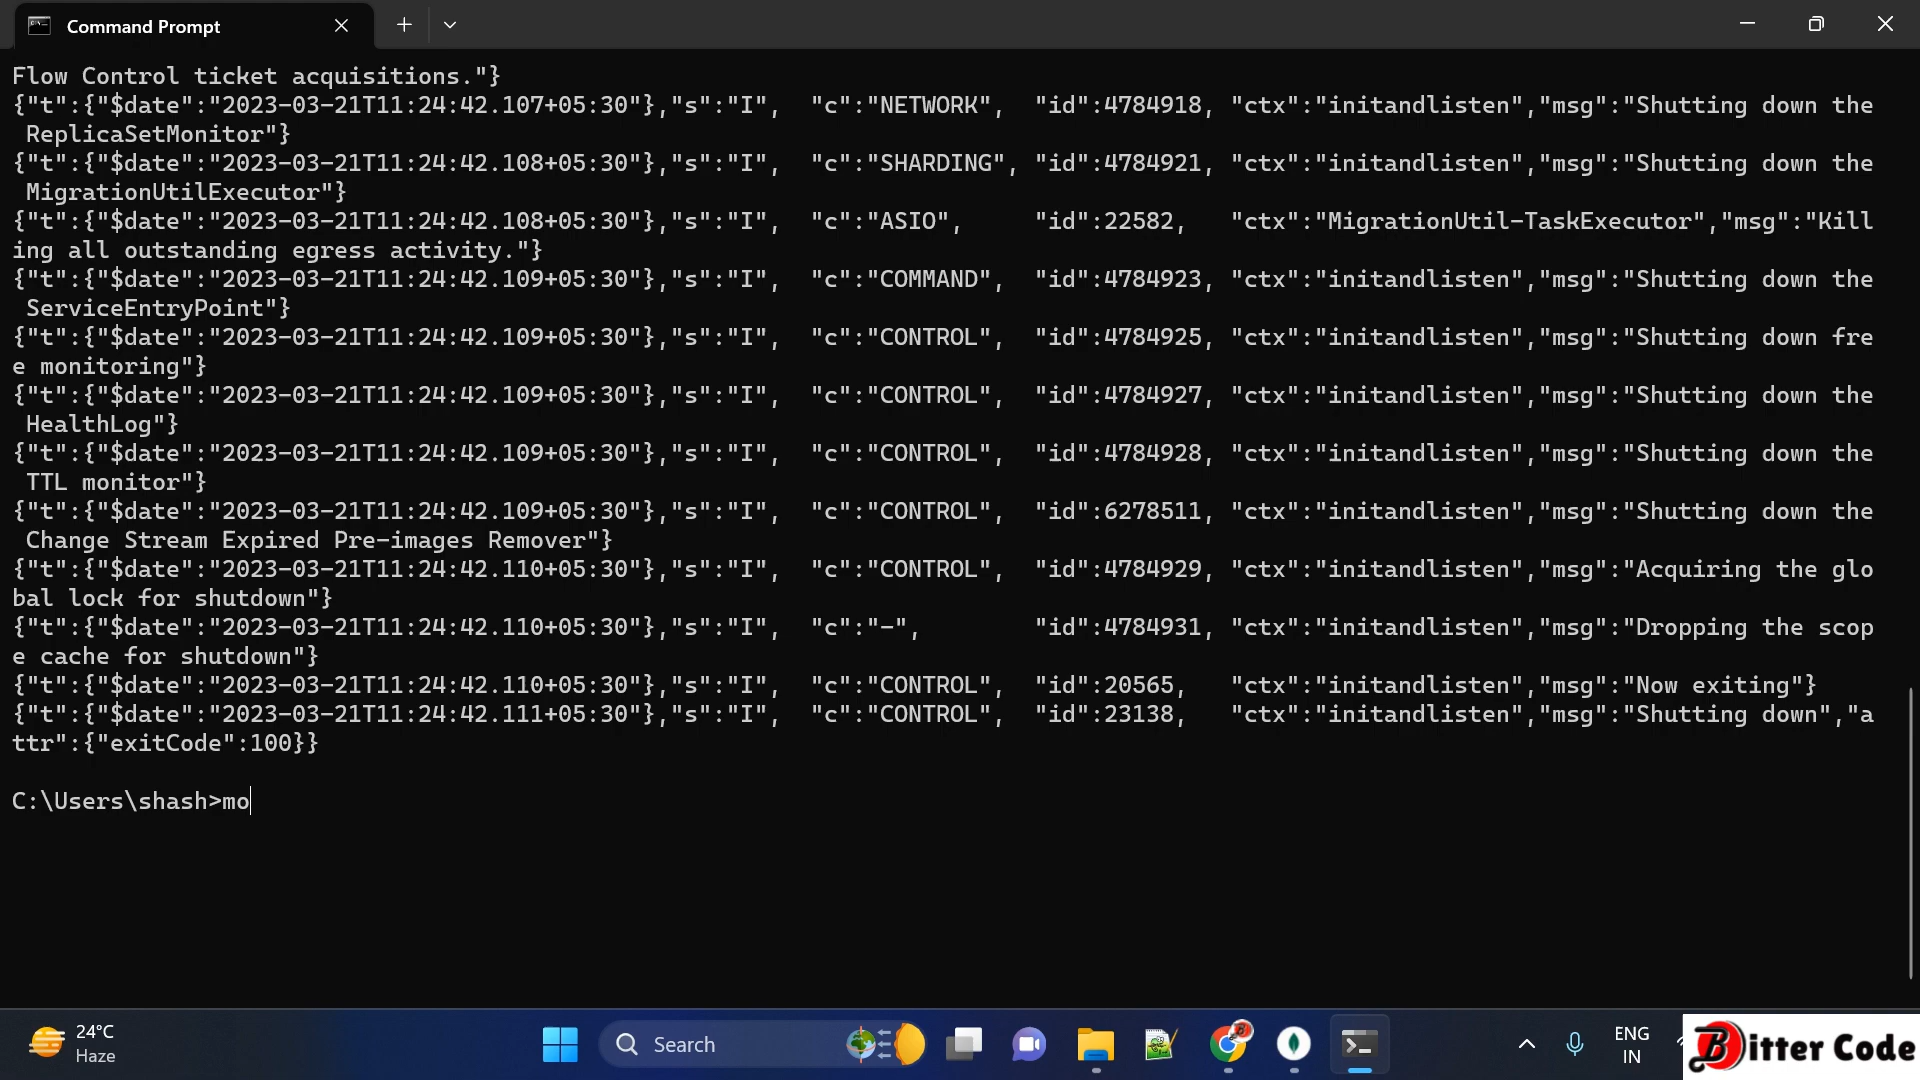 Command Prompt
Flow Control ticket acquisitions."}
{"t":{"$date":"2023-03-21T11:24:42.107+05:30"},"s":"I",  "c":"NETWORK",  "id":4784918, "ctx":"initandlisten","msg":"Shutting down the
 ReplicaSetMonitor"}
{"t":{"$date":"2023-03-21T11:24:42.108+05:30"},"s":"I",  "c":"SHARDING", "id":4784921, "ctx":"initandlisten","msg":"Shutting down the
 MigrationUtilExecutor"}
{"t":{"$date":"2023-03-21T11:24:42.108+05:30"},"s":"I",  "c":"ASIO",     "id":22582,   "ctx":"MigrationUtil-TaskExecutor","msg":"Kill
ing all outstanding egress activity."}
{"t":{"$date":"2023-03-21T11:24:42.109+05:30"},"s":"I",  "c":"COMMAND",  "id":4784923, "ctx":"initandlisten","msg":"Shutting down the
 ServiceEntryPoint"}
{"t":{"$date":"2023-03-21T11:24:42.109+05:30"},"s":"I",  "c":"CONTROL",  "id":4784925, "ctx":"initandlisten","msg":"Shutting down fre
e monitoring"}
{"t":{"$date":"2023-03-21T11:24:42.109+05:30"},"s":"I",  "c":"CONTROL",  "id":4784927, "ctx":"initandlisten","msg":"Shutting down the
 HealthLog"}
{"t":{"$date":"2023-03-21T11:24:42.109+05:30"},"s":"I",  "c":"CONTROL",  "id":4784928, "ctx":"initandlisten","msg":"Shutting down the
 TTL monitor"}
{"t":{"$date":"2023-03-21T11:24:42.109+05:30"},"s":"I",  "c":"CONTROL",  "id":6278511, "ctx":"initandlisten","msg":"Shutting down the
 Change Stream Expired Pre-images Remover"}
{"t":{"$date":"2023-03-21T11:24:42.110+05:30"},"s":"I",  "c":"CONTROL",  "id":4784929, "ctx":"initandlisten","msg":"Acquiring the glo
bal lock for shutdown"}
{"t":{"$date":"2023-03-21T11:24:42.110+05:30"},"s":"I",  "c":"-",        "id":4784931, "ctx":"initandlisten","msg":"Dropping the scop
e cache for shutdown"}
{"t":{"$date":"2023-03-21T11:24:42.110+05:30"},"s":"I",  "c":"CONTROL",  "id":20565,   "ctx":"initandlisten","msg":"Now exiting"}
{"t":{"$date":"2023-03-21T11:24:42.111+05:30"},"s":"I",  "c":"CONTROL",  "id":23138,   "ctx":"initandlisten","msg":"Shutting down","a
ttr":{"exitCode":100}}
C:\Users\shash>mo
24°C
Haze
Search
ENG
IN
Bitter Code